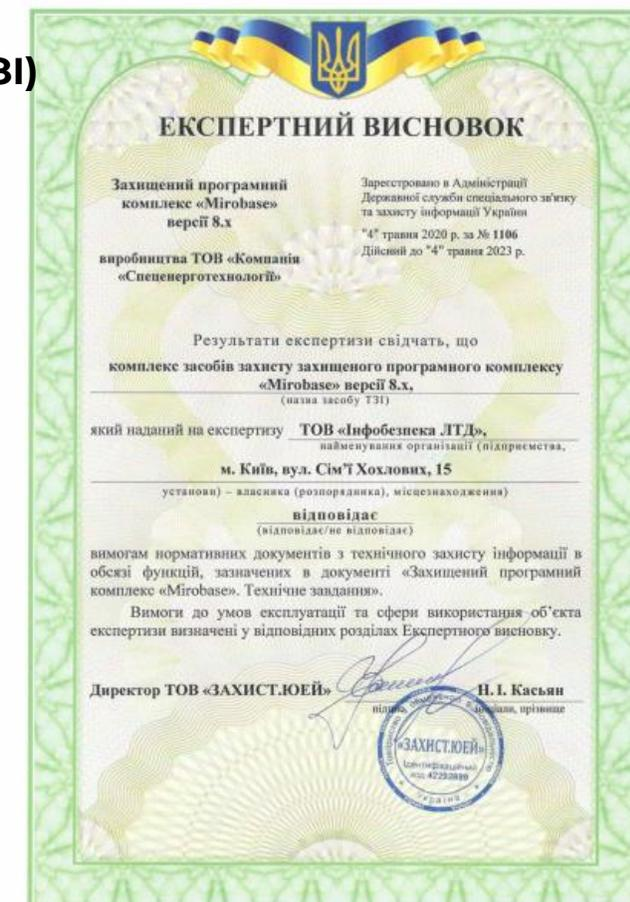 ЗІ)
ЕКСПЕРТНИЙ ВИСНОВОК
Захищений програмний
комплекс «Mirobase»
версії 8.x
виробництва ТОВ «Компанія
«Спеценерготехнології»
Зареєстровано в Адміністрації
Державної служби спеціального зв'язку
та захисту інформації України
"4" травня 2020 р. за № 1106
Дійсний до "4" травня 2023 р.
Результати експертизи свідчать, що
комплекс засобів захисту захищеного програмного комплексу
«Mirobase» версії 8.x,
(назва засобу ТЗІ)
який наданий на експертизу ТОВ «Інфобезпека ЛТД»,
найменування організації (підприємства,
м. Київ, вул. Сім'ї Хохлових, 15
установи) – власника (розпорядника), місцезнаходження)
відповідає
(відповідає/не відповідає)
вимогам нормативних документів з технічного захисту інформації в
обсязі функцій, зазначених в документі «Захищений програмний
комплекс «Mirobase». Технічне завдання».
Вимоги до умов експлуатації та сфери використання об'єкта
експертизи визначені у відповідних розділах Експертного висновку.
Директор ТОВ «ЗАХИСТ.ЮЕЙ» Н. І. Касьян
прізвище
«ЗАХИСТ.ЮЕЙ»
Ідентифікаційний
код 42293899
Україна